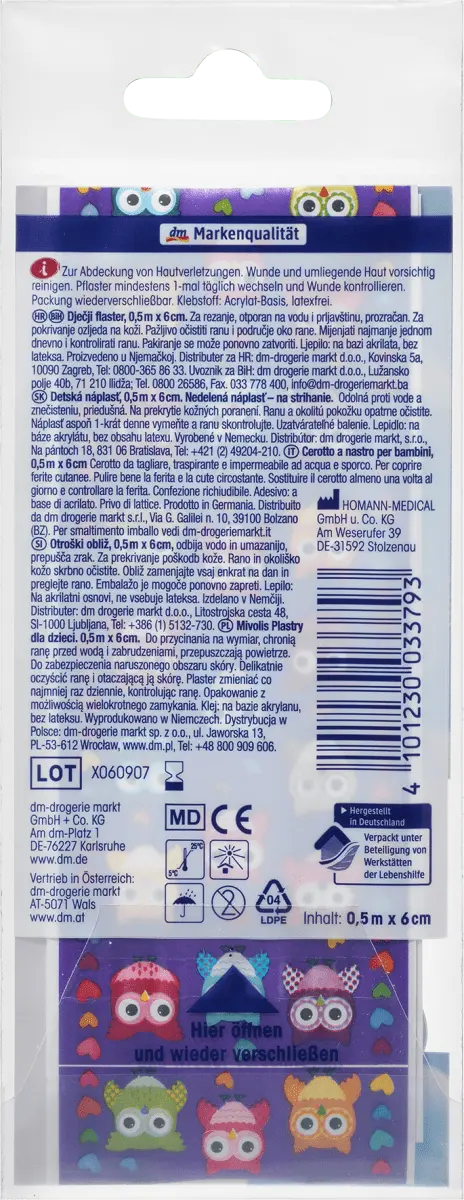 dm Markenqualität
i Zur Abdeckung von Hautverletzungen. Wunde und umliegende Haut vorsichtig
reinigen. Pflaster mindestens 1-mal täglich wechseln und Wunde kontrollieren.
Packung wiederverschließbar. Klebstoff: Acrylat-Basis, latexfrei.
HR BIH Dječji flaster, 0,5 m x 6 cm. Za rezanje, otporan na vodu i prljavštinu, prozračan. Za
pokrivanje ozljeda na koži. Pažljivo očistiti ranu i područje oko rane. Mijenjati najmanje jednom
dnevno i kontrolirati ranu. Pakiranje se može ponovno zatvoriti. Ljepilo: na bazi akrilata, bez
lateksa. Proizvedeno u Njemačkoj. Distributer za HR: dm-drogerie markt d.o.o., Kovinska 5a,
10090 Zagreb, Tel: 0800-365 86 33. Uvoznik za BiH: dm drogerie markt d.o.o., Lužansko
polje 40b, 71 210 Ilidža; Tel. 0800 26586, Fax. 033 778 400, info@dm-drogeriemarkt.ba
SK Detská náplasť, 0,5 m x 6 cm. Nedelená náplasť – na strihanie. Odolná proti vode a
znečisteniu, priedušná. Na prekrytie kožných poranení. Ranu a okolitú pokožku opatrne očistite.
Náplasť aspoň 1-krát denne vymeňte a ranu skontrolujte. Uzatvárateľné balenie. Lepidlo: na
báze akrylátu, bez obsahu latexu. Vyrobené v Nemecku. Distribútor: dm drogerie markt, s.r.o.,
Na pántoch 18, 831 06 Bratislava, Tel: +421 (2) 49204-210. IT Cerotto a nastro per bambini,
0,5 m x 6 cm Cerotto da tagliare, traspirante e impermeabile ad acqua e sporco. Per coprire
ferite cutanee. Pulire bene la ferita e la cute circostante. Sostituire il cerotto almeno una volta al
giorno e controllare la ferita. Confezione richiudibile. Adesivo: a
base di acrilato. Privo di lattice. Prodotto in Germania. Distribuito
da dm drogerie markt s.r.l., Via G. Galilei n. 10, 39100 Bolzano
(BZ). Per smaltimento imballo vedi dm-drogeriemarkt.it
SI Otroški obliž, 0,5 m x 6 cm, odbija vodo in umazanijo,
prepušča zrak. Za prekrivanje poškodb kože. Rano in okoliško
kožo skrbno očistite. Obliž zamenjajte vsaj enkrat na dan in
preglejte rano. Embalažo je mogoče ponovno zapreti. Lepilo:
Na akrilatni osnovi, ne vsebuje lateksa. Izdelano v Nemčiji.
Distributer: dm drogerie markt d.o.o., Litostrojska cesta 48,
SI-1000 Ljubljana, Tel: +386 (1) 5132-730. PL Mivolis Plastry
dla dzieci. 0,5 m x 6 cm. Do przycinania na wymiar, chronią
ranę przed wodą i zabrudzeniami, przepuszczają powietrze.
Do zabezpieczenia naruszonego obszaru skóry. Delikatnie
oczyścić ranę i otaczającą ją skórę. Plaster zmieniać co
najmniej raz dziennie, kontrolując ranę. Opakowanie z
możliwością wielokrotnego zamykania. Klej: na bazie akrylanu,
bez lateksu. Wyprodukowano w Niemczech. Dystrybucja w
Polsce: dm-drogerie markt sp. z o.o., ul. Jaworska 13,
PL-53-612 Wrocław, www.dm.pl, Tel: +48 800 909 606.
HOMANN-MEDICAL
GmbH u. Co. KG
Am Weserufer 39
DE-31592 Stolzenau
4 101230 033793
LOT X060907
dm-drogerie markt
GmbH + Co. KG
Am dm-Platz 1
DE-76227 Karlsruhe
www.dm.de
Vertrieb in Österreich:
dm-drogerie markt
AT-5071 Wals
www.dm.at
MD CE
5°C 25°C
2
04
LDPE
Hergestellt
in Deutschland
Verpackt unter
Beteiligung von
Werkstätten
der Lebenshilfe
Inhalt: 0,5 m x 6 cm
Hier öffnen
und wieder verschließen